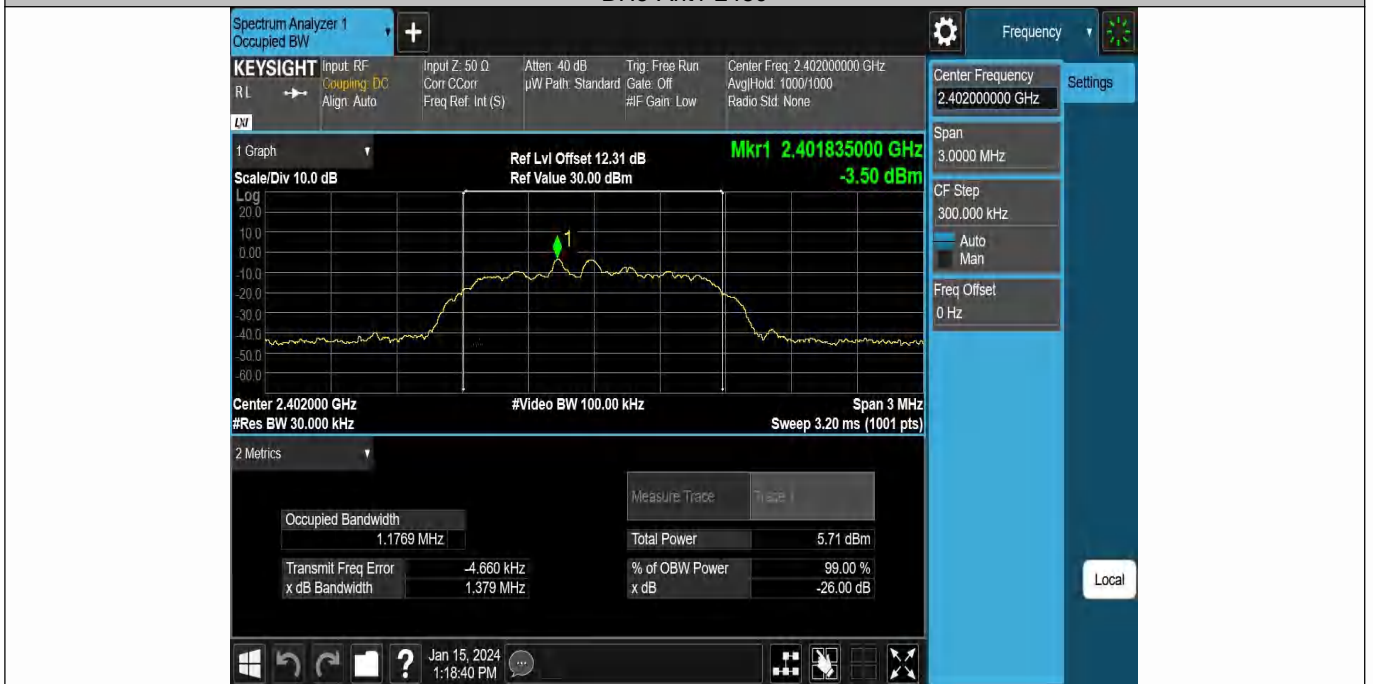 Spectrum Analyzer 1
Occupied BW
+
Frequency
KEYSIGHT
Input: RF
Coupling: DC
Align: Auto
R L
LXI
Input Z: 50 Ω
Corr CCorr
Freq Ref: Int (S)
Atten: 40 dB
µW Path: Standard
Trig: Free Run
Gate: Off
#IF Gain: Low
Center Freq: 2.402000000 GHz
Avg|Hold: 1000/1000
Radio Std: None
Center Frequency
2.402000000 GHz
Settings
Span
3.0000 MHz
CF Step
300.000 kHz
Auto
Man
Freq Offset
0 Hz
Local
1 Graph
Scale/Div 10.0 dB
Ref Lvl Offset 12.31 dB
Ref Value 30.00 dBm
Mkr1 2.401835000 GHz
-3.50 dBm
Log
20.0
10.0
0.00
-10.0
-20.0
-30.0
-40.0
-50.0
-60.0
1
Center 2.402000 GHz
#Video BW 100.00 kHz
Span 3 MHz
#Res BW 30.000 kHz
Sweep 3.20 ms (1001 pts)
2 Metrics
Measure Trace
Trace 1
Occupied Bandwidth
1.1769 MHz
Total Power
5.71 dBm
Transmit Freq Error
-4.660 kHz
% of OBW Power
99.00 %
x dB Bandwidth
1.379 MHz
x dB
-26.00 dB
?
Jan 15, 2024
1:18:40 PM